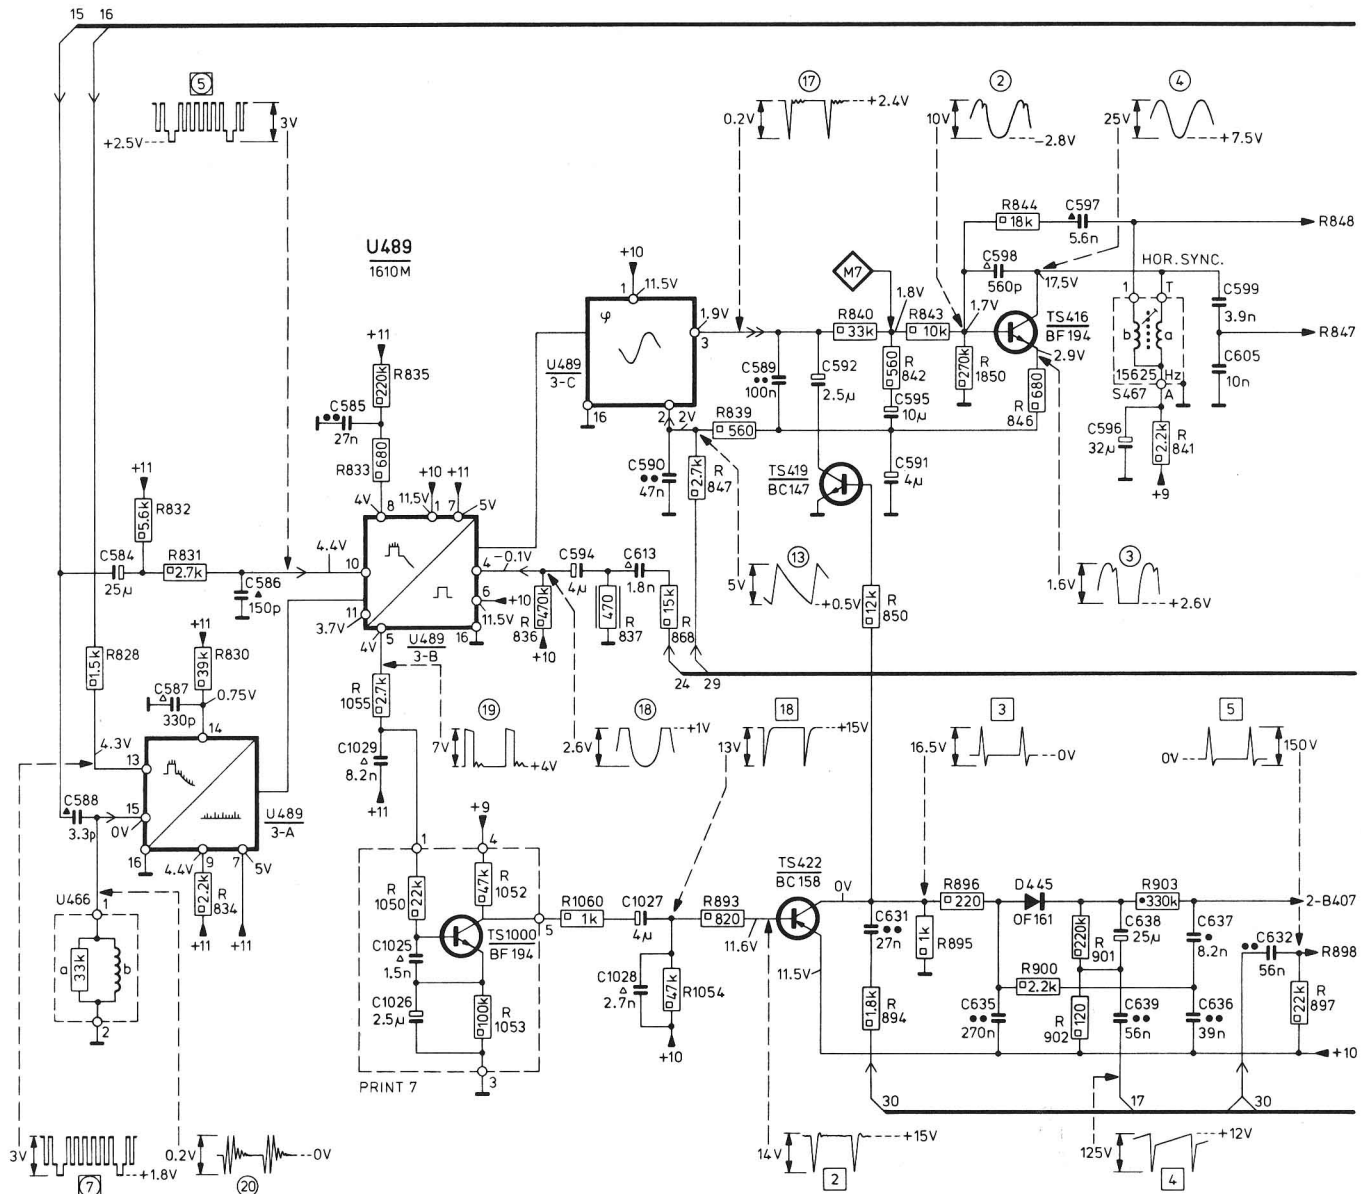 15 16
5
3V
+2.5V
17
+2.4V
0.2V
2
10V
−2.8V
4
25V
+7.5V
U489
1610M
+10
1 11.5V
φ
1.9V
3
U489
3-C
16
2 2V
R839
560
C589
100n
C592
2.5µ
R840
33k
M7
1.8V
R843
10k
560
R
842
C595
10µ
270k
R
1850
1.7V
R844
18k
C597
5.6n
C598
560p
17,5V
TS416
BF194
2.9V
680
R
846
HOR.SYNC.
1 T
b a
15625 Hz
S467 A
C596
32µ
2.2k
R
841
+9
C599
3.9n
C605
10n
R848
R847
+11
220k
R835
C585
27n
R833
680
4V 8
+10 +11
11,5V 1 7 5V
+11
5.6k
R832
C584
25µ
R831
2.7k
C586
150p
4.4V
10
11
3.7V
4V 5
U489
3-B
16
4 −0.1V
6 +10
11.5V
470k
R
836
+10
C594
4µ
470
R
837
C613
1.8n
15k
R
868
24 29
C590
47n
2.7k
R
847
TS419
BC147
C591
4µ
13
5V
+0.5V
12k
R
850
3
1.6V
+2.6V
R828
1.5k
+11
39k
R830
C587
330p
0.75V
14
4.3V
13
C588
3.3p
15
0V
16
U489
3-A
4.4V 9 7 5V
2.2k
R
834
+11 +11
U466
1
a 33k b
2
R
1055
2.7k
C1029
8.2n
+11
19
7V
+4V
18
2.6V
+1V
18
13V
+15V
3
16.5V
0V
5
0V
150V
+9
1 4
R
1050
22k
47k
R
1052
TS1000
BF194
5
C1025
1.5n
C1026
2.5µ
100k
R
1053
3
PRINT 7
R1060
1k
C1027
4µ
C1028
2.7n
47k
R1054
+10
R893
820
11.6V
TS422
BC158
0V
11.5V
C631
27n
1.8k
R
894
1k
R895
R896
220
D445
OF161
220k
R
901
C638
25µ
R903
330k
2-B407
C637
8.2n
C632
56n
R898
R900
2.2k
C635
270n
120
R
902
C639
56n
C636
39n
22k
R
897
+10
30 17 30
3V
+1.8V
7
0.2V
0V
20
14V
+15V
2
125V
+12V
4